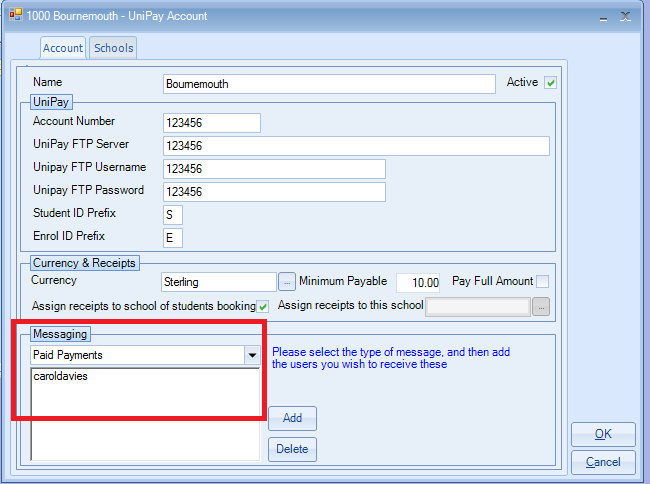 1000 Bournemouth - UniPay Account
Account Schools
Name Bournemouth Active
UniPay
Account Number 123456
UniPay FTP Server 123456
Unipay FTP Username 123456
Unipay FTP Password 123456
Student ID Prefix S
Enrol ID Prefix E
Currency & Receipts
Currency Sterling ... Minimum Payable 10.00 Pay Full Amount
Assign receipts to school of students booking Assign receipts to this school ...
Messaging
Paid Payments Please select the type of message, and then add
the users you wish to receive these
caroldavies
Add
Delete
OK
Cancel